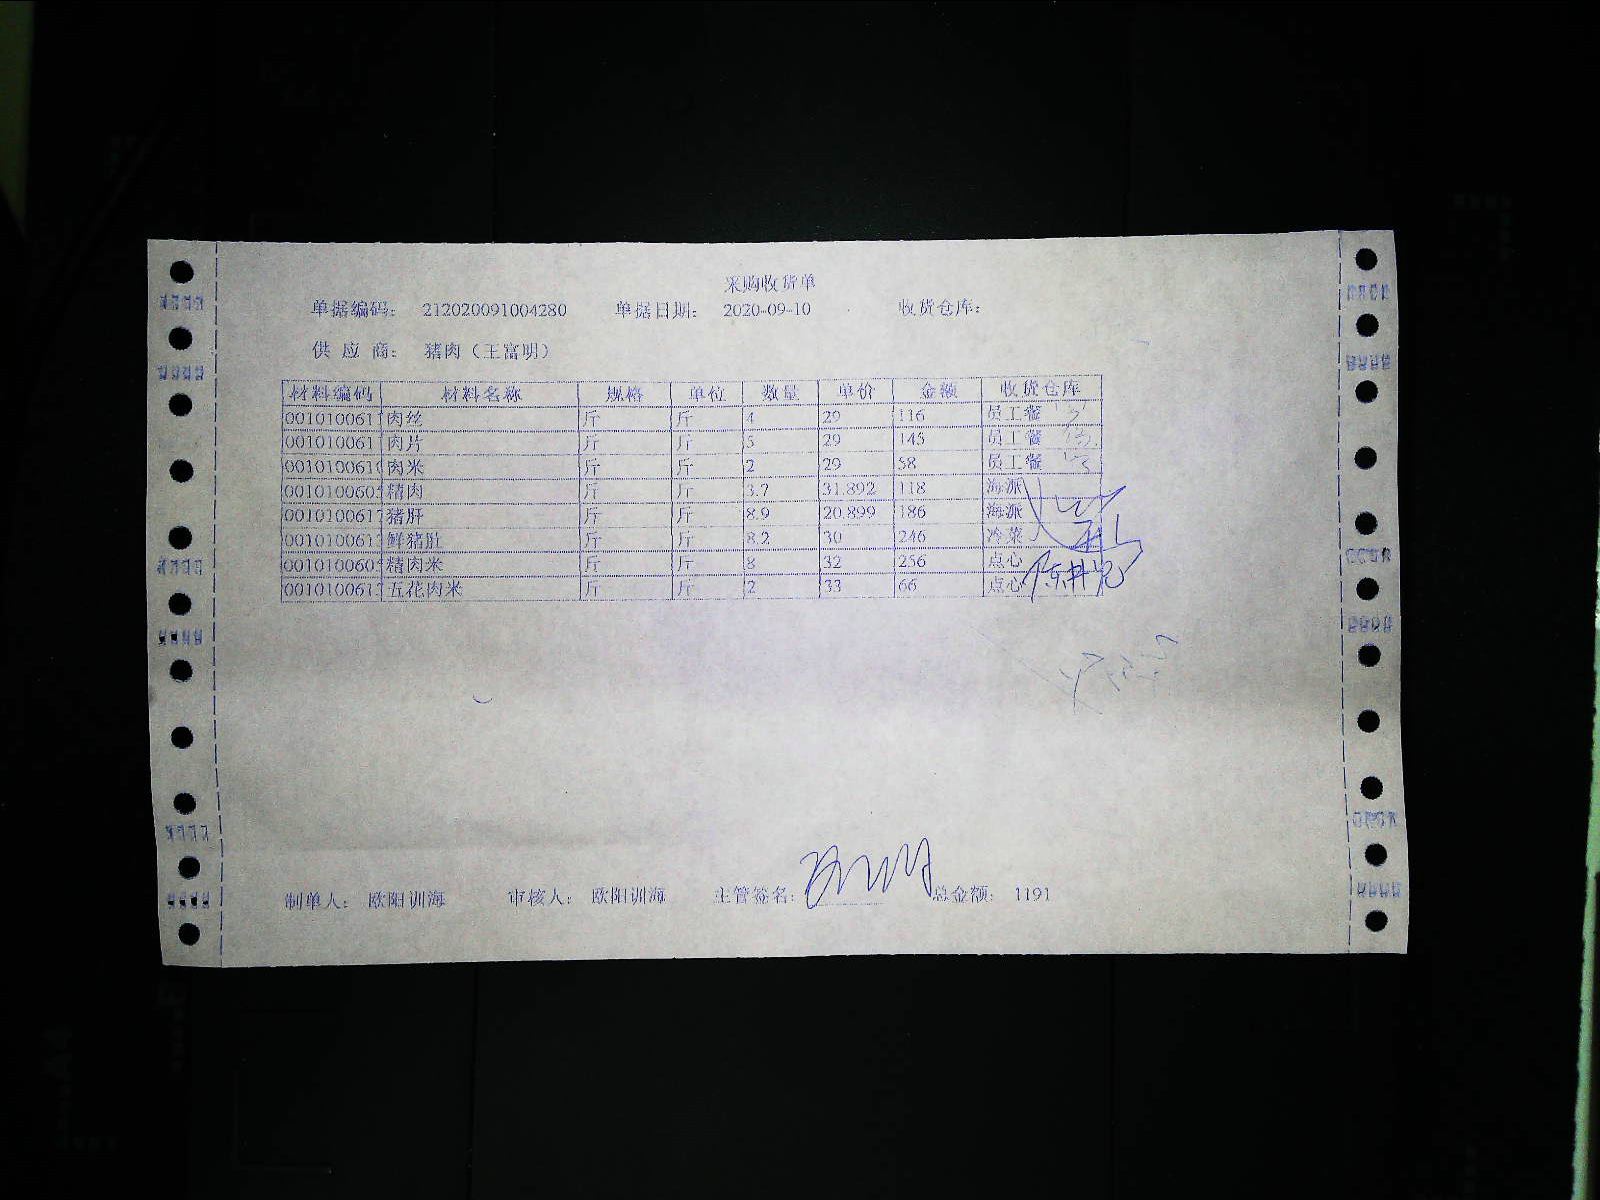 采购收货单
单据编码: 212020091004280 单据日期: 2020-09-10 收货仓库:
供 应 商: 猪肉（王富明）
材料编码 材料名称 规格 单位 数量 单价 金额 收货仓库
001010061 肉丝 斤 斤 4 29 116 员工餐
001010061 肉片 斤 斤 5 29 145 员工餐
001010061 肉米 斤 斤 2 29 58 员工餐
001010060 精肉 斤 斤 3.7 31.892 118 海派
001010061 猪肝 斤 斤 8.9 20.899 186 海派
001010061 鲜猪肚 斤 斤 8.2 30 246 冷菜
001010060 精肉米 斤 斤 8 32 256 点心
001010061 五花肉米 斤 斤 2 33 66 点心
制单人: 欧阳训海 审核人: 欧阳训海 主管签名: 总金额: 1191